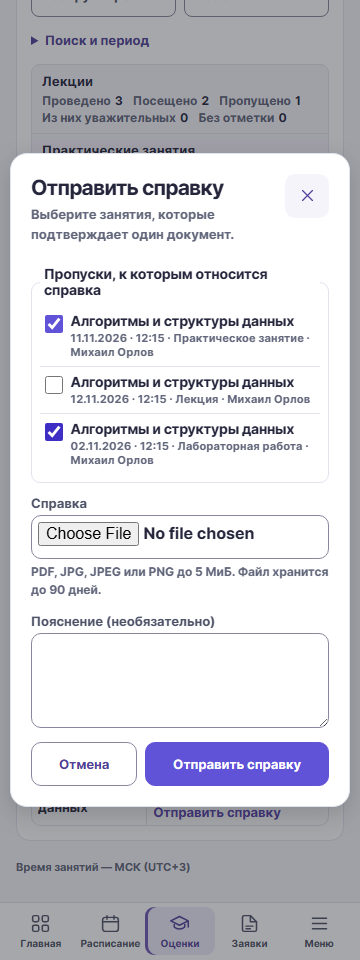 Поиск и период
Лекции
Проведено 3 Посещено 2 Пропущено 1
Из них уважительных 0 Без отметки 0
Практические занятия
Отправить справку
Выберите занятия, которые
подтверждает один документ.
Пропуски, к которым относится
справка
Алгоритмы и структуры данных
11.11.2026 · 12:15 · Практическое занятие ·
Михаил Орлов
Алгоритмы и структуры данных
12.11.2026 · 12:15 · Лекция · Михаил Орлов
Алгоритмы и структуры данных
02.11.2026 · 12:15 · Лабораторная работа ·
Михаил Орлов
Справка
Choose File No file chosen
PDF, JPG, JPEG или PNG до 5 МиБ. Файл хранится
до 90 дней.
Пояснение (необязательно)
Отмена Отправить справку
данных Отправить справку
Время занятий — МСК (UTC+3)
Главная Расписание Оценки Заявки Меню